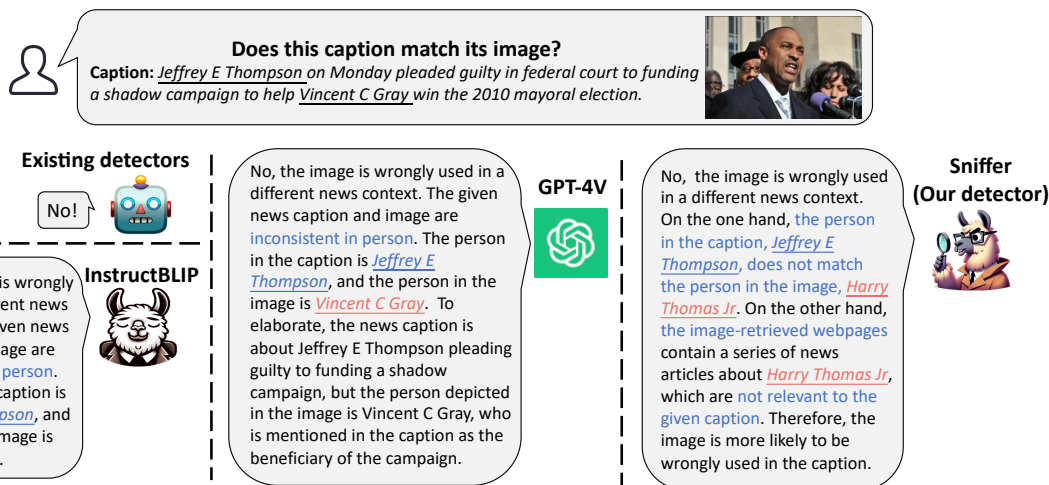 Does this caption match its image?
Caption: Jeffrey E Thompson on Monday pleaded guilty in federal court to funding
a shadow campaign to help Vincent C Gray win the 2010 mayoral election.
Existing detectors
No!
InstructBLIP
is wrongly
rent news
ven news
age are
person.
caption is
pson, and
mage is
.
No, the image is wrongly used in a
different news context. The given
news caption and image are
inconsistent in person. The person
in the caption is Jeffrey E
Thompson, and the person in the
image is Vincent C Gray. To
elaborate, the news caption is
about Jeffrey E Thompson pleading
guilty to funding a shadow
campaign, but the person depicted
in the image is Vincent C Gray, who
is mentioned in the caption as the
beneficiary of the campaign.
GPT-4V
No, the image is wrongly used
in a different news context.
On the one hand, the person
in the caption, Jeffrey E
Thompson, does not match
the person in the image, Harry
Thomas Jr. On the other hand,
the image-retrieved webpages
contain a series of news
articles about Harry Thomas Jr,
which are not relevant to the
given caption. Therefore, the
image is more likely to be
wrongly used in the caption.
Sniffer
(Our detector)